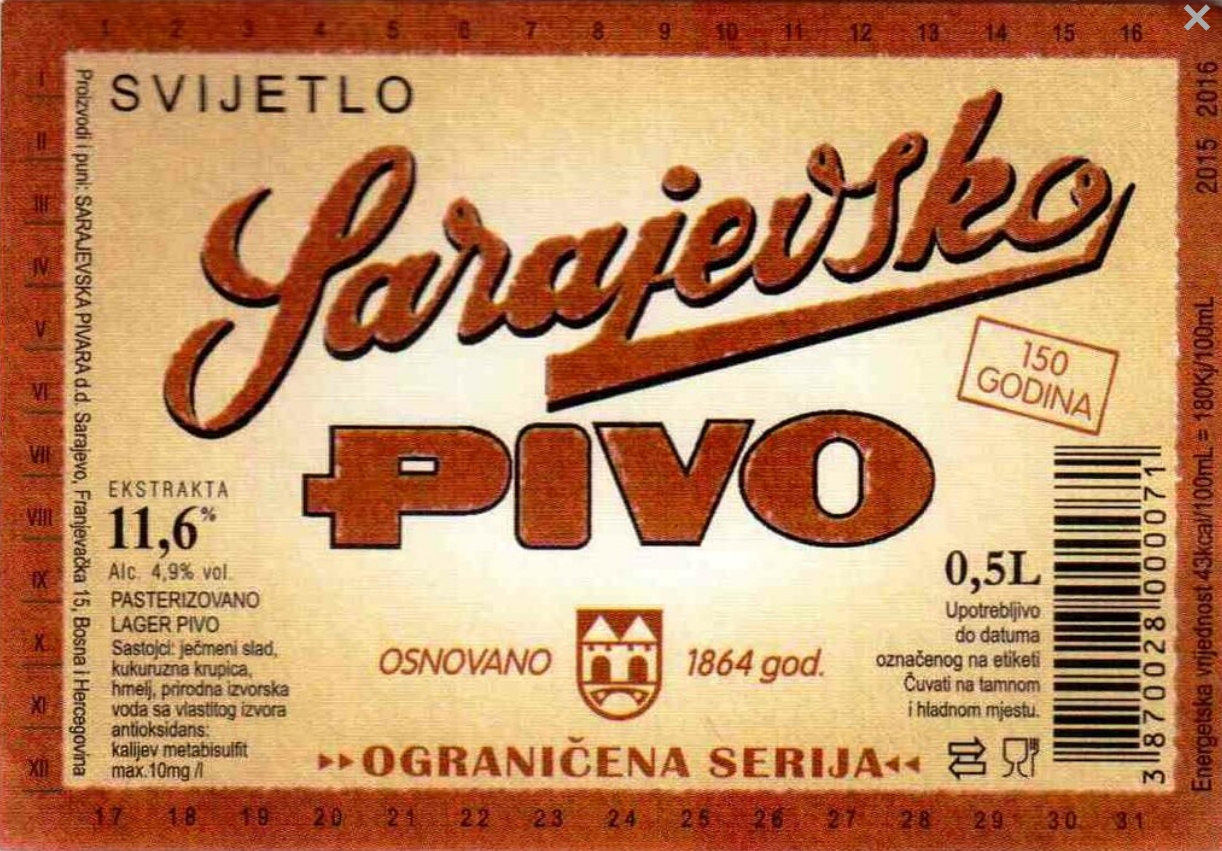 1 2 3 4 5 6 7 8 9 10 11 12 13 14 15 16
I
II
III
IV
V
VI
VII
VIII
IX
X
XI
XII
Proizvodi i puni: SARAJEVSKA PIVARA d.d. Sarajevo, Franjevačka 15, Bosna i Hercegovina
SVIJETLO
Sarajevsko
PIVO
150
GODINA
EKSTRAKTA
11,6%
Alc. 4,9% vol.
PASTERIZOVANO
LAGER PIVO
Sastojci: ječmeni slad,
kukuruzna krupica,
hmelj, prirodna izvorska
voda sa vlastitog izvora
antioksidans:
kalijev metabisulfit
max.10mg /l
OSNOVANO 1864 god.
OGRANIČENA SERIJA
0,5L
Upotrebljivo
do datuma
označenog na etiketi
Čuvati na tamnom
i hladnom mjestu.
3870028000071
Energetska vrijednost 43kcal/100mL = 180Kj/100mL 2015 2016
17 18 19 20 21 22 23 24 25 26 27 28 29 30 31